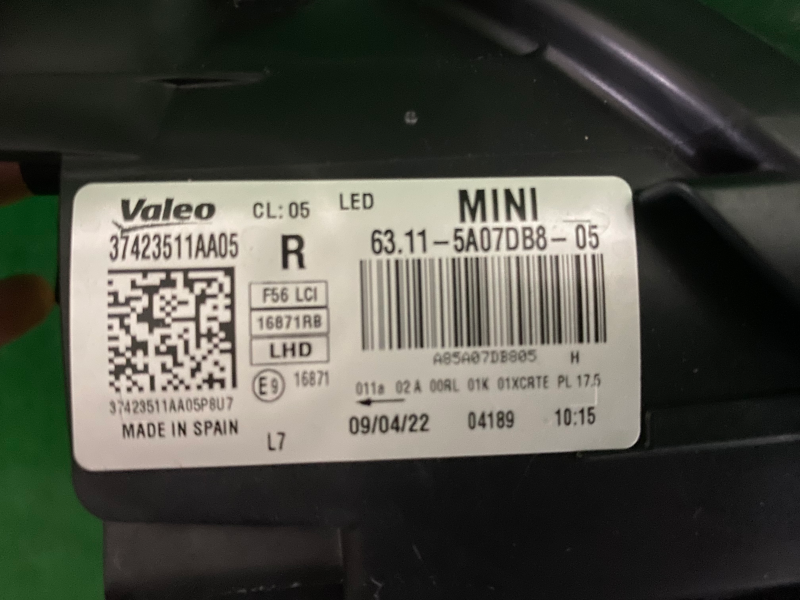 Valeo CL: 05 LED MINI
37423511AA05 R 63.11-5A07DB8-05
F56 LCI
16871RB
LHD
A85A07DB805 H
E9 16871
011a 02A 00RL 01K 01XCRTE PL 17.5
37423511AA05P8U7
MADE IN SPAIN L7 09/04/22 04189 10:15